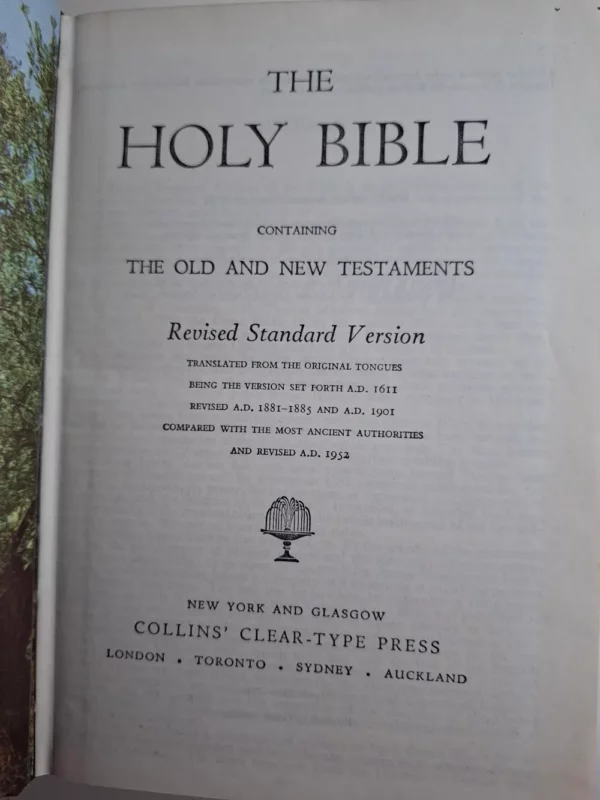 THE
HOLY BIBLE
CONTAINING
THE OLD AND NEW TESTAMENTS
Revised Standard Version
TRANSLATED FROM THE ORIGINAL TONGUES
BEING THE VERSION SET FORTH A.D. 1611
REVISED A.D. 1881–1885 AND A.D. 1901
COMPARED WITH THE MOST ANCIENT AUTHORITIES
AND REVISED A.D. 1952
NEW YORK AND GLASGOW
COLLINS' CLEAR-TYPE PRESS
LONDON . TORONTO . SYDNEY . AUCKLAND